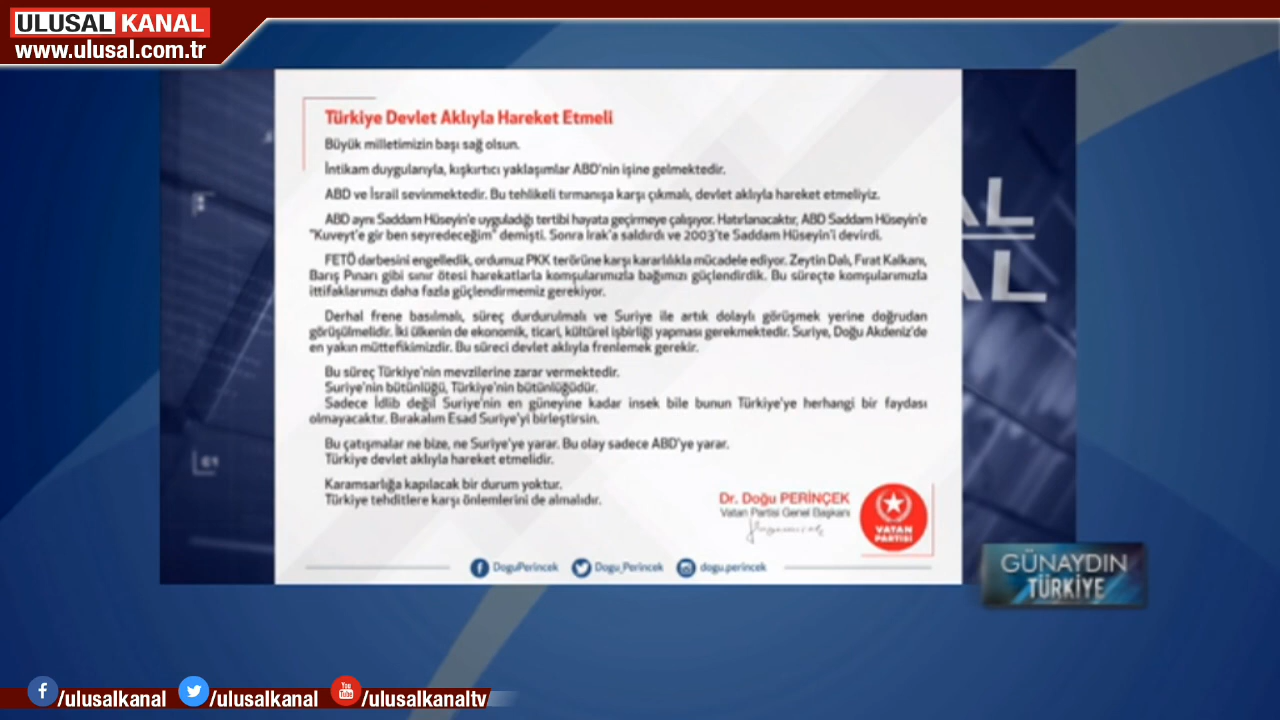 ULUSAL KANAL
www.ulusal.com.tr
Türkiye Devlet Aklıyla Hareket Etmeli
Büyük milletimizin başı sağ olsun.
İntikam duygularıyla, kışkırtıcı yaklaşımlar ABD'nin işine gelmektedir.
ABD ve İsrail sevinmektedir. Bu tehlikeli tırmanışa karşı çıkmalı, devlet aklıyla hareket etmeliyiz.
ABD aynı Saddam Hüseyin'e uyguladığı tertibi hayata geçirmeye çalışıyor. Hatırlanacaktır, ABD Saddam Hüseyin'e
"Kuveyt'e gir ben seyredeceğim" demişti. Sonra Irak'a saldırdı ve 2003'te Saddam Hüseyin'i devirdi.
FETÖ darbesini engelledik, ordumuz PKK terörüne karşı kararlılıkla mücadele ediyor. Zeytin Dalı, Fırat Kalkanı,
Barış Pınarı gibi sınır ötesi harekatlarla komşularımızla bağımızı güçlendirdik. Bu süreçte komşularımızla
ittifaklarımızı daha fazla güçlendirmemiz gerekiyor.
Derhal frene basılmalı, süreç durdurulmalı ve Suriye ile artık dolaylı görüşmek yerine doğrudan
görüşülmelidir. İki ülkenin de ekonomik, ticari, kültürel işbirliği yapması gerekmektedir. Suriye, Doğu Akdeniz'de
en yakın müttefikimizdir. Bu süreci devlet aklıyla frenlemek gerekir.
Bu süreç Türkiye'nin mevzilerine zarar vermektedir.
Suriye'nin bütünlüğü, Türkiye'nin bütünlüğüdür.
Sadece İdlib değil Suriye'nin en güneyine kadar insek bile bunun Türkiye'ye herhangi bir faydası
olmayacaktır. Bırakalım Esad Suriye'yi birleştirsin.
Bu çatışmalar ne bize, ne Suriye'ye yarar. Bu olay sadece ABD'ye yarar.
Türkiye devlet aklıyla hareket etmelidir.
Karamsarlığa kapılacak bir durum yoktur.
Türkiye tehditlere karşı önlemlerini de almalıdır.
Dr. Doğu PERİNÇEK
Vatan Partisi Genel Başkanı
VATAN
PARTİSİ
DoguPerincek
Dogu_Perincek
dogu.perincek
AL
AL
GÜNAYDIN
TÜRKİYE
/ulusalkanal
/ulusalkanal
You Tube
/ulusalkanaltv